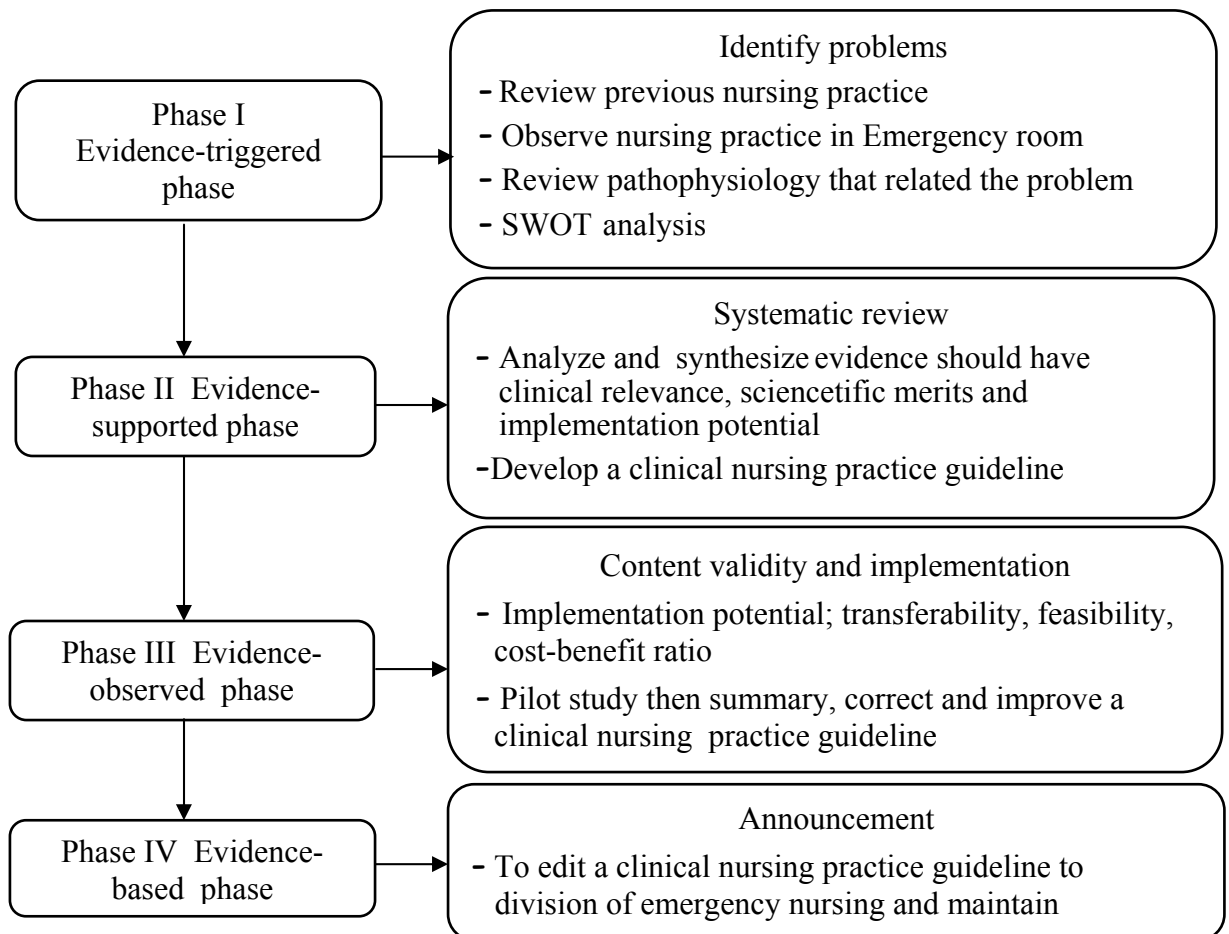 Phase I
Evidence-triggered
phase
Identify problems
- Review previous nursing practice
- Observe nursing practice in Emergency room
- Review pathophysiology that related the problem
- SWOT analysis
Phase II Evidence-
supported phase
Systematic review
- Analyze and synthesize evidence should have
clinical relevance, sciencetific merits and
implementation potential
-Develop a clinical nursing practice guideline
Phase III Evidence-
observed phase
Content validity and implementation
- Implementation potential; transferability, feasibility,
cost-benefit ratio
- Pilot study then summary, correct and improve a
clinical nursing practice guideline
Phase IV Evidence-
based phase
Announcement
- To edit a clinical nursing practice guideline to
division of emergency nursing and maintain